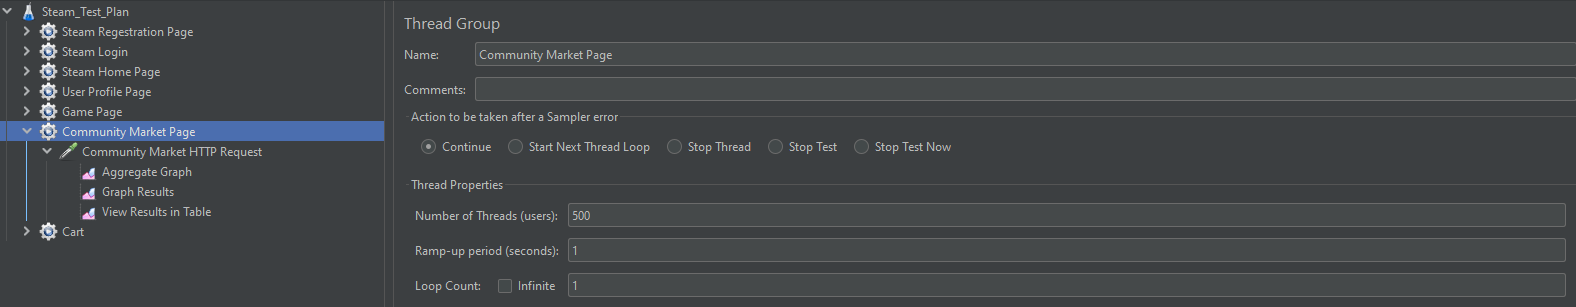 Steam_Test_Plan
Steam Regestration Page
Steam Login
Steam Home Page
User Profile Page
Game Page
Community Market Page
Community Market HTTP Request
Aggregate Graph
Graph Results
View Results in Table
Cart
Thread Group
Name: Community Market Page
Comments:
Action to be taken after a Sampler error
Continue Start Next Thread Loop Stop Thread Stop Test Stop Test Now
Thread Properties
Number of Threads (users): 500
Ramp-up period (seconds): 1
Loop Count: Infinite 1